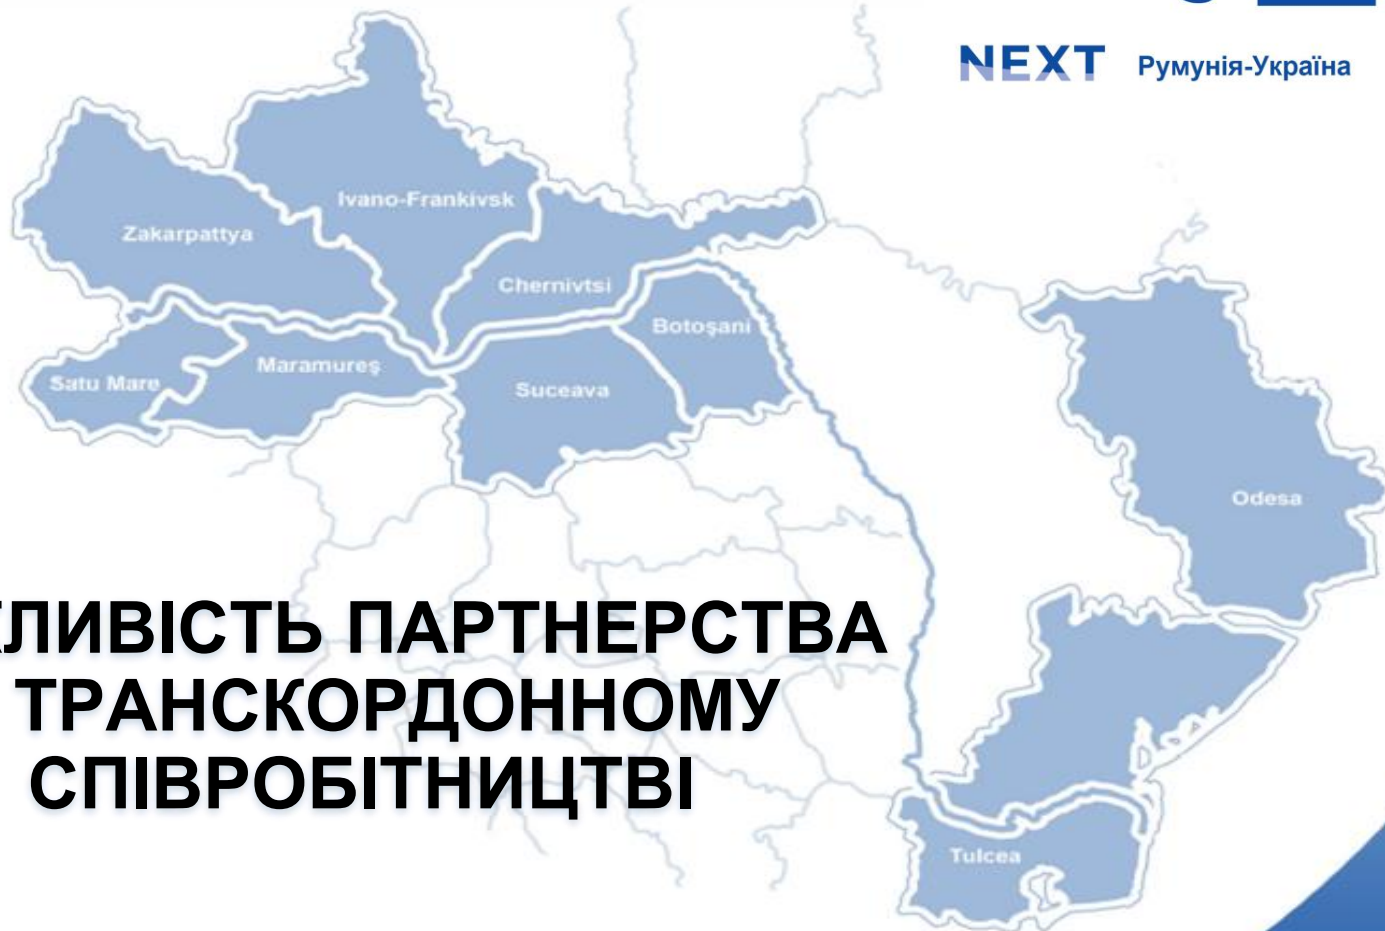 NEXT Румунія-Україна
Ivano-Frankivsk
Zakarpattya
Chernivtsi
Botoşani
Maramureş
Satu Mare
Suceava
Odesa
ЛИВІСТЬ ПАРТНЕРСТВА
ТРАНСКОРДОННОМУ
СПІВРОБІТНИЦТВІ
Tulcea